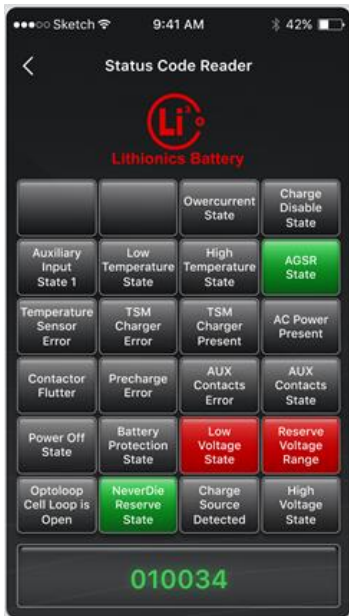 Sketch 9:41 AM 42%
Status Code Reader
Li3
Lithionics Battery
Owercurrent
State
Charge
Disable
State
Auxiliary
Input
State 1
Low
Temperature
State
High
Temperature
State
AGSR
State
Temperature
Sensor
Error
TSM
Charger
Error
TSM
Charger
Present
AC Power
Present
Contactor
Flutter
Precharge
Error
AUX
Contacts
Error
AUX
Contacts
State
Power Off
State
Battery
Protection
State
Low
Voltage
State
Reserve
Voltage
Range
Optoloop
Cell Loop is
Open
NeverDie
Reserve
State
Charge
Source
Detected
High
Voltage
State
010034